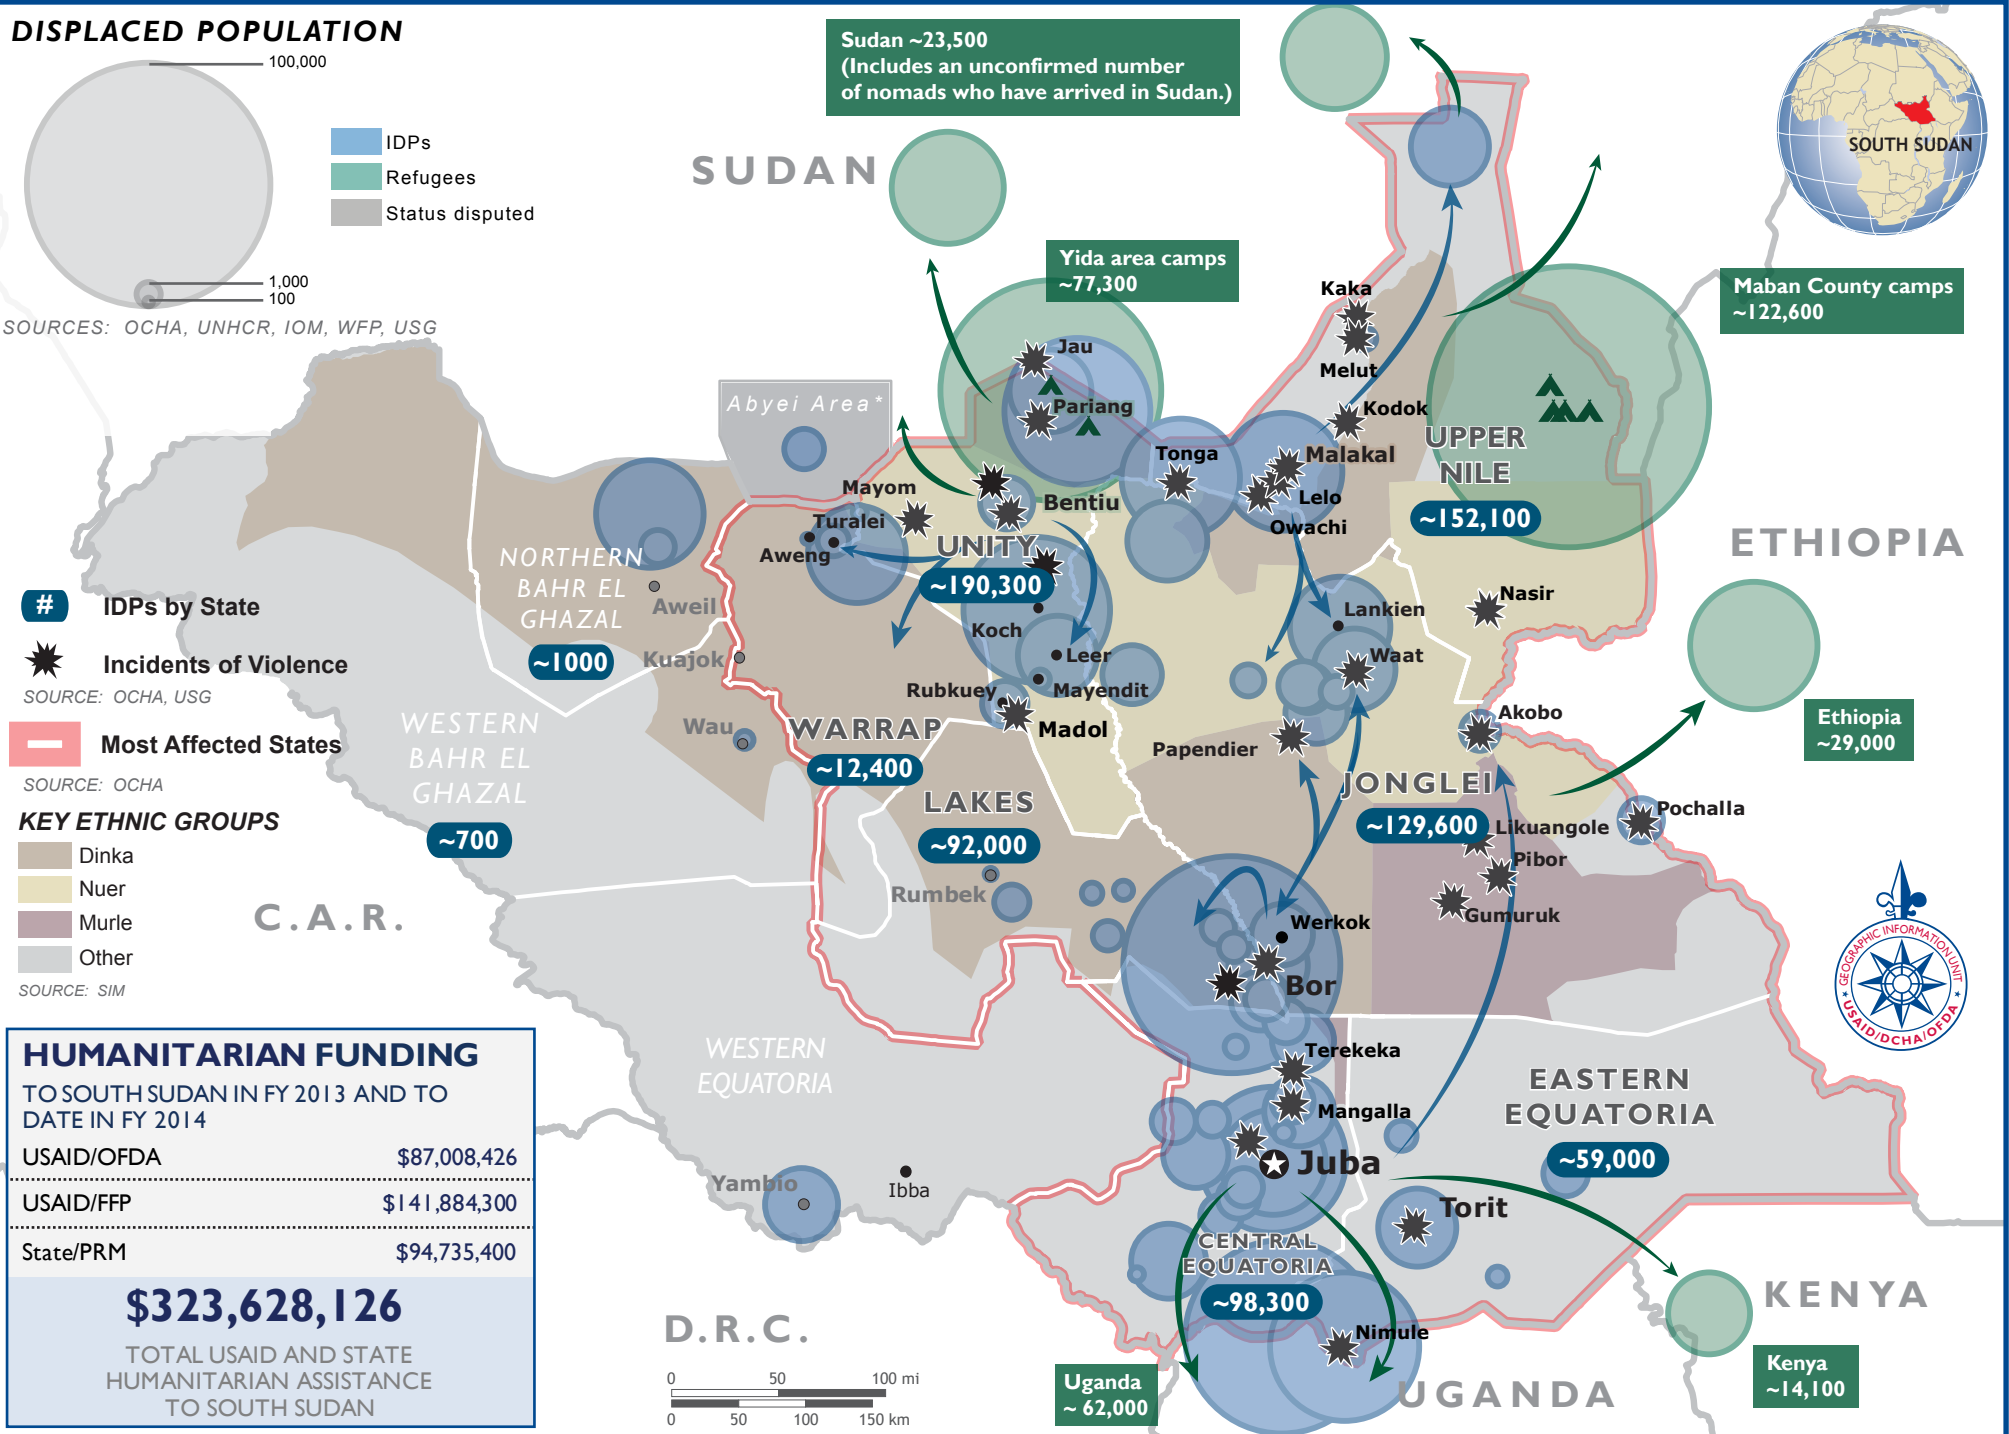 DISPLACED POPULATION
100,000
1,000
100
IDPs
Refugees
Status disputed
SOURCES: OCHA, UNHCR, IOM, WFP, USG
Sudan ~23,500
(Includes an unconfirmed number
of nomads who have arrived in Sudan.)
SUDAN
SOUTH SUDAN
Yida area camps
~77,300
Maban County camps
~122,600
Kaka
Melut
Jau
Pariang
Kodok
Abyei Area*
UPPER
NILE
~152,100
Tonga
Malakal
Lelo
Owachi
Mayom
Bentiu
Turalei
Aweng
UNITY
~190,300
ETHIOPIA
NORTHERN
BAHR EL
GHAZAL
~1000
Aweil
Kuajok
Nasir
Lankien
Koch
Leer
Waat
Rubkuey
Mayendit
Madol
# IDPs by State
Incidents of Violence
SOURCE: OCHA, USG
Most Affected States
SOURCE: OCHA
WESTERN
BAHR EL
GHAZAL
~700
Wau
WARRAP
~12,400
Akobo
Papendier
Ethiopia
~29,000
JONGLEI
~129,600
LAKES
~92,000
Likuangole
Pochalla
Pibor
Gumuruk
Rumbek
Werkok
Bor
KEY ETHNIC GROUPS
Dinka
Nuer
Murle
Other
SOURCE: SIM
C.A.R.
GEOGRAPHIC INFORMATION UNIT
USAID/DCHA/OFDA
HUMANITARIAN FUNDING
TO SOUTH SUDAN IN FY 2013 AND TO
DATE IN FY 2014
USAID/OFDA $87,008,426
USAID/FFP $141,884,300
State/PRM $94,735,400
$323,628,126
TOTAL USAID AND STATE
HUMANITARIAN ASSISTANCE
TO SOUTH SUDAN
WESTERN
EQUATORIA
Terekeka
Mangalla
EASTERN
EQUATORIA
~59,000
Juba
Yambio
Ibba
Torit
CENTRAL
EQUATORIA
~98,300
KENYA
Nimule
D.R.C.
Kenya
~14,100
Uganda
~ 62,000
UGANDA
0 50 100 mi
0 50 100 150 km